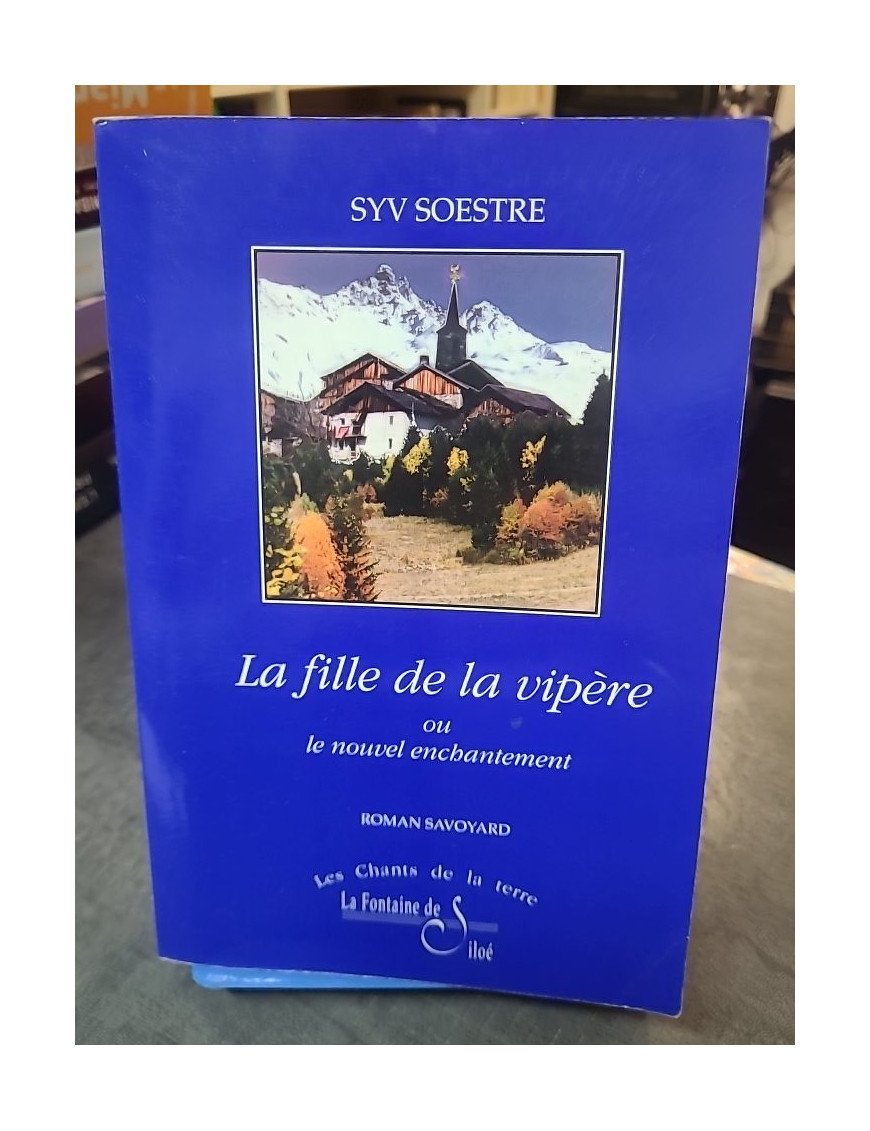 SYV SOESTRE
La fille de la vipère
ou
le nouvel enchantement
ROMAN SAVOYARD
Les Chants de la terre
La Fontaine de
Siloé